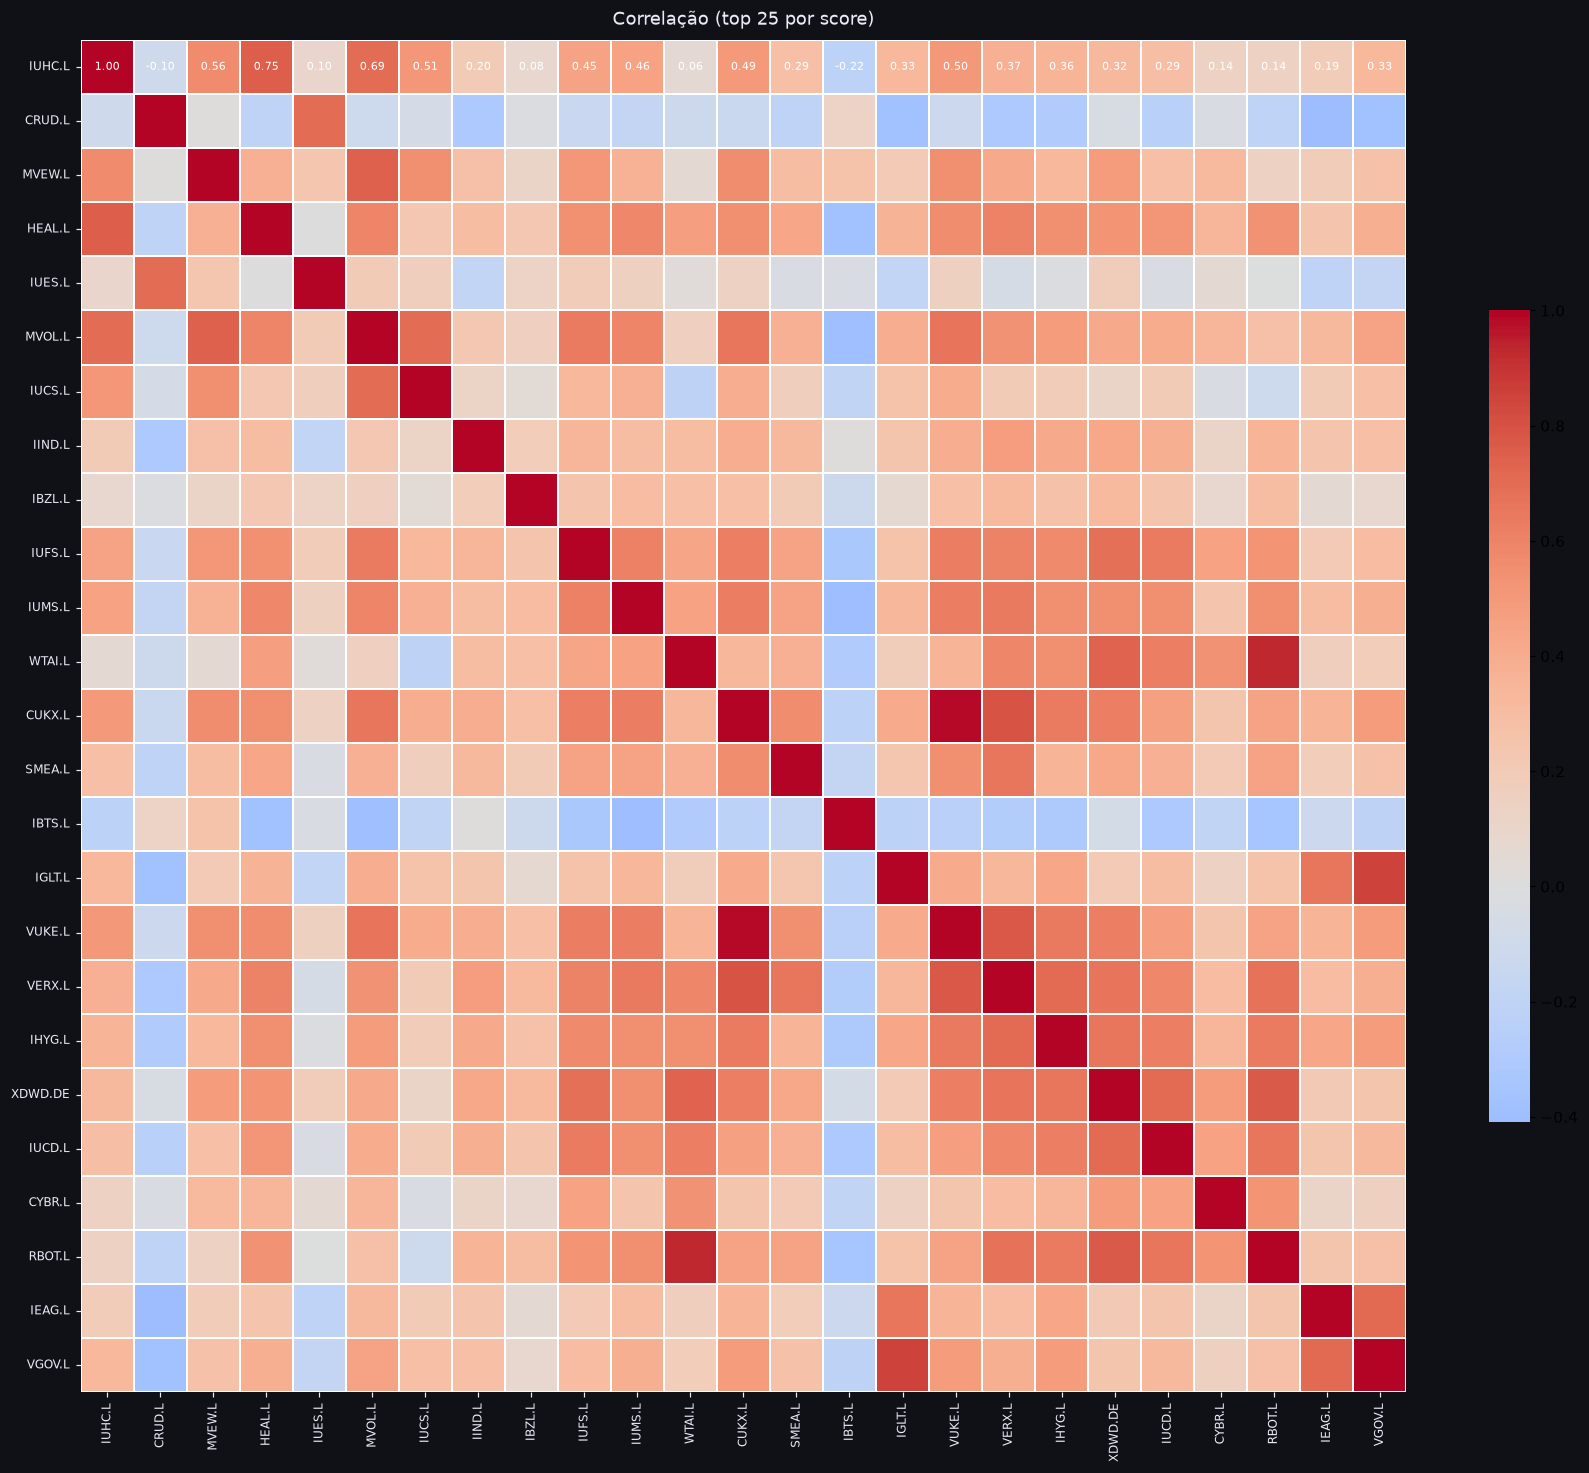 Correlação (top 25 por score)
IUHC.L 1.00 -0.10 0.56 0.75 0.10 0.69 0.51 0.20 0.08 0.45 0.46 0.06 0.49 0.29 -0.22 0.33 0.50 0.37 0.36 0.32 0.29 0.14 0.14 0.19 0.33
CRUD.L
MVEW.L
HEAL.L
IUES.L
MVOL.L
IUCS.L
IIND.L
IBZL.L
IUFS.L
IUMS.L
WTAI.L
CUKX.L
SMEA.L
IBTS.L
IGLT.L
VUKE.L
VERX.L
IHYG.L
XDWD.DE
IUCD.L
CYBR.L
RBOT.L
IEAG.L
VGOV.L
IUHC.L CRUD.L MVEW.L HEAL.L IUES.L MVOL.L IUCS.L IIND.L IBZL.L IUFS.L IUMS.L WTAI.L CUKX.L SMEA.L IBTS.L IGLT.L VUKE.L VERX.L IHYG.L XDWD.DE IUCD.L CYBR.L RBOT.L IEAG.L VGOV.L
1.0
0.8
0.6
0.4
0.2
0.0
−0.2
−0.4